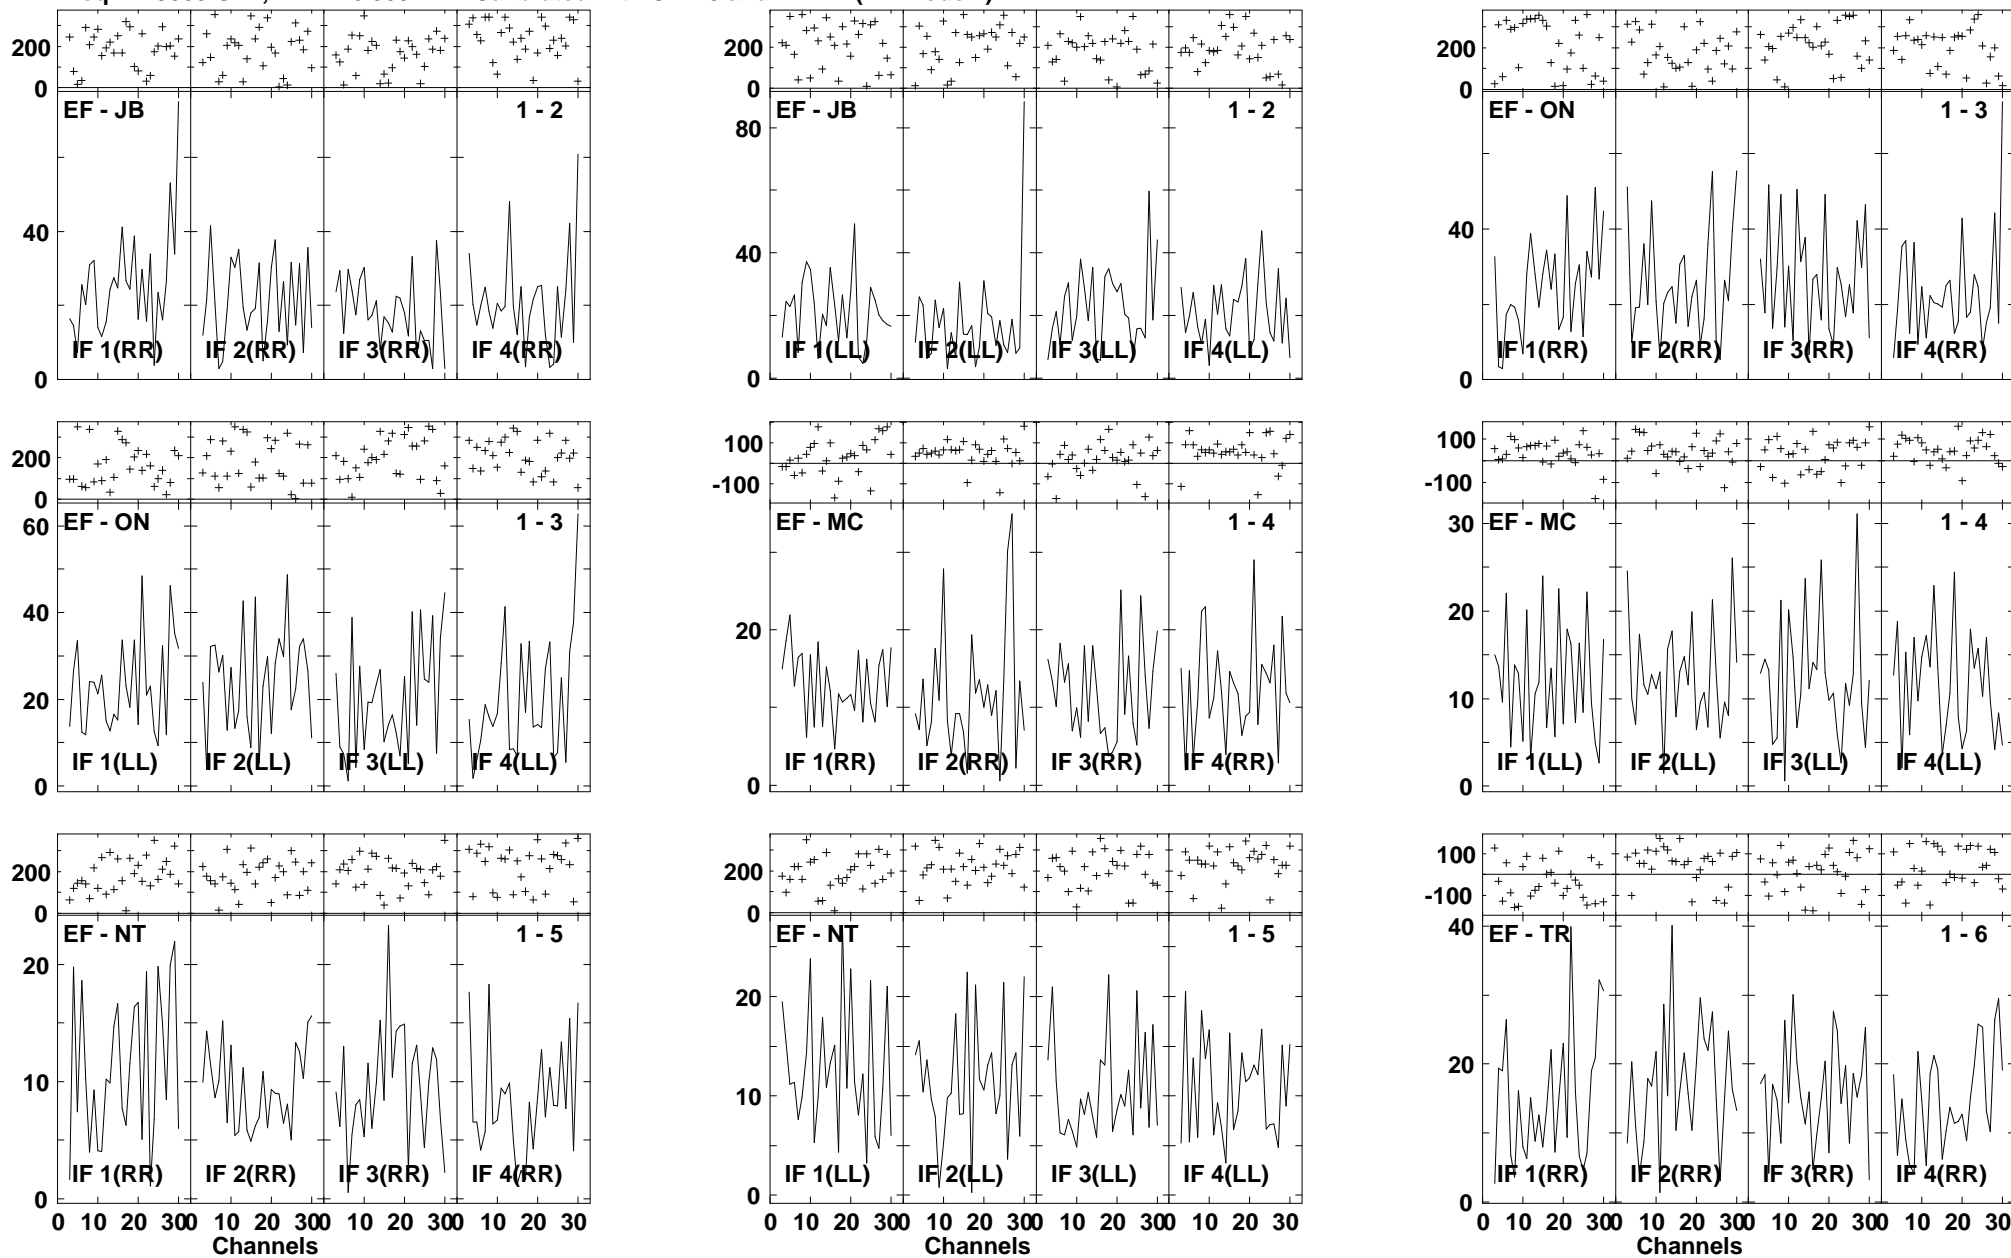 200
0
EF - JB 1 - 2
40
0
IF 1(RR) IF 2(RR) IF 3(RR) IF 4(RR)
200
0
EF - JB 1 - 2
80
40
0
IF 1(LL) IF 2(LL) IF 3(LL) IF 4(LL)
200
0
EF - ON 1 - 3
40
0
IF 1(RR) IF 2(RR) IF 3(RR) IF 4(RR)
200
0
EF - ON 1 - 3
60
40
20
0
IF 1(LL) IF 2(LL) IF 3(LL) IF 4(LL)
100
-100
EF - MC 1 - 4
20
0
IF 1(RR) IF 2(RR) IF 3(RR) IF 4(RR)
100
-100
EF - MC 1 - 4
30
20
10
0
IF 1(LL) IF 2(LL) IF 3(LL) IF 4(LL)
200
0
EF - NT 1 - 5
20
10
0
IF 1(RR) IF 2(RR) IF 3(RR) IF 4(RR)
0 10 20 30 0 10 20 30 0 10 20 30 0 10 20 30
Channels
200
0
EF - NT 1 - 5
20
10
0
IF 1(LL) IF 2(LL) IF 3(LL) IF 4(LL)
0 10 20 30 0 10 20 30 0 10 20 30 0 10 20 30
Channels
100
-100
EF - TR 1 - 6
40
20
0
IF 1(RR) IF 2(RR) IF 3(RR) IF 4(RR)
0 10 20 30 0 10 20 30 0 10 20 30 0 10 20 30
Channels